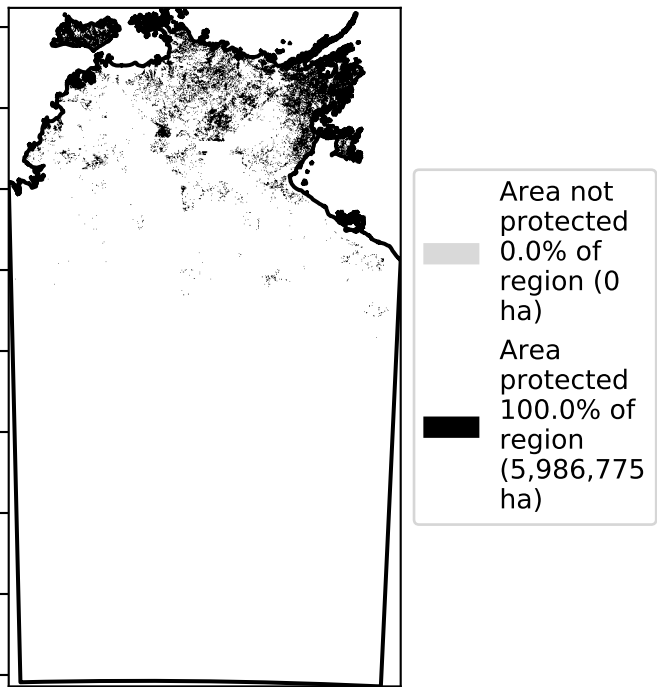 Area not
protected
0.0% of
region (0
ha)
Area
protected
100.0% of
region
(5,986,775
ha)